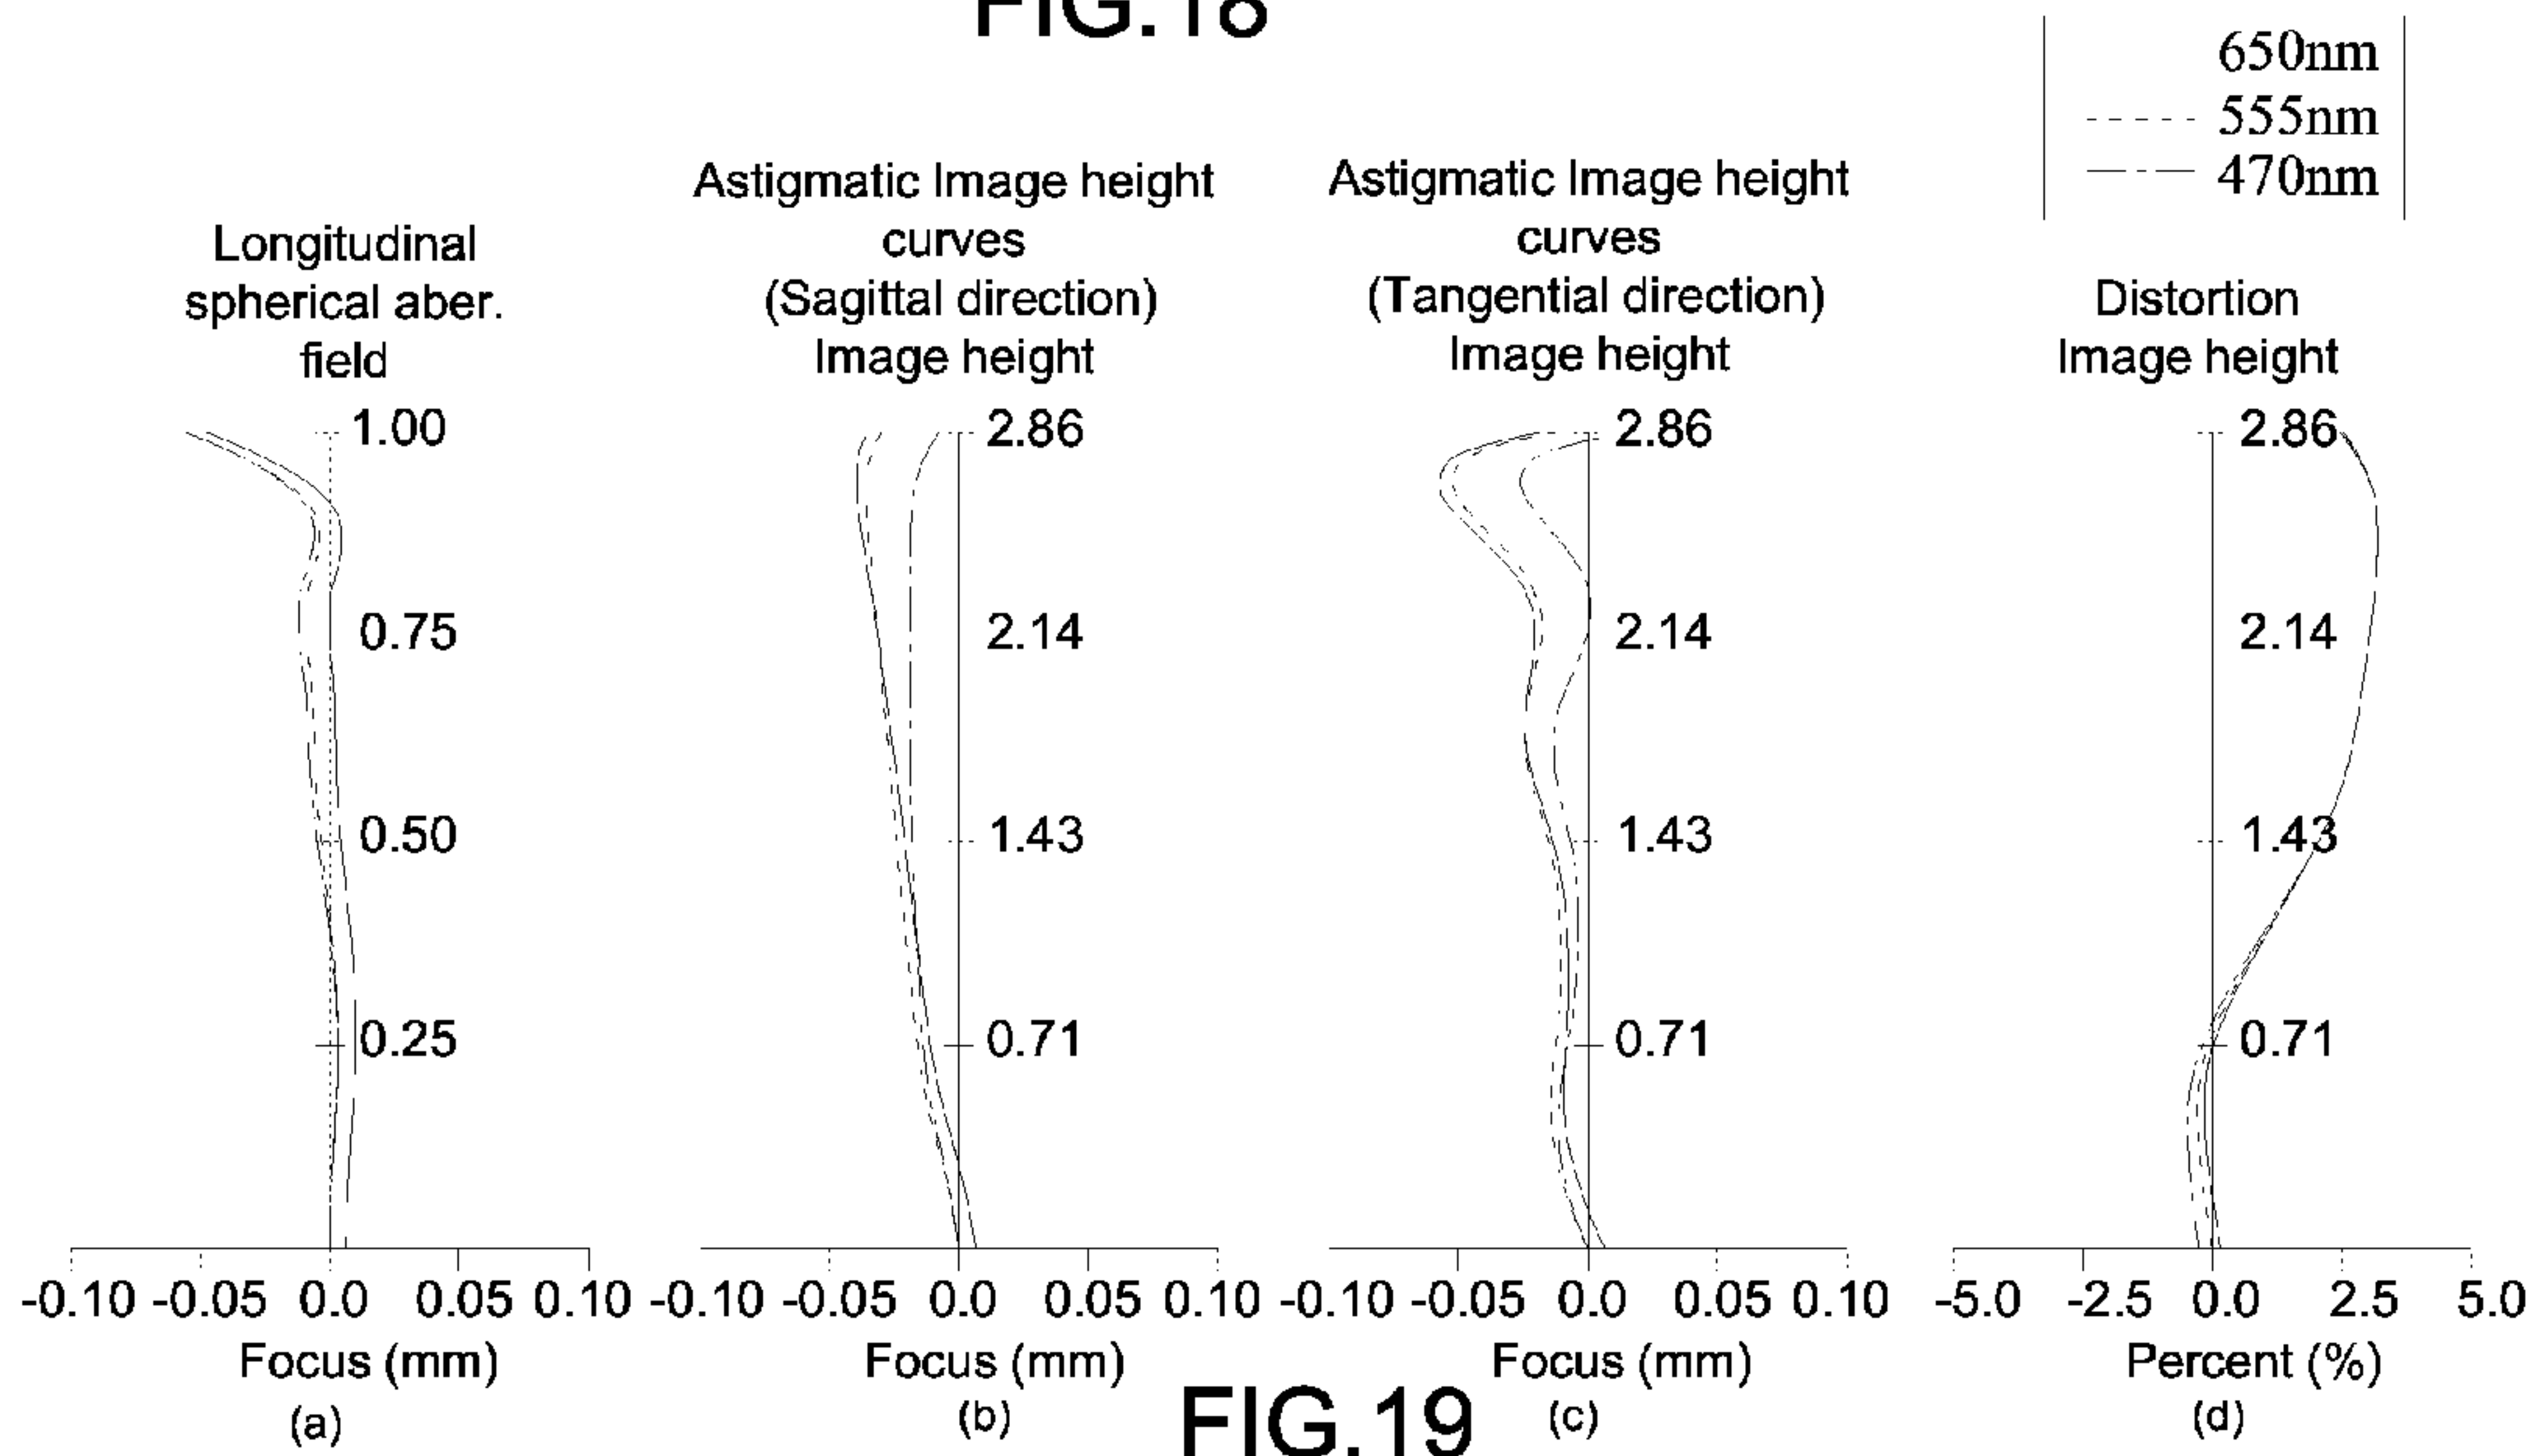 FIG.18
650nm
555nm
470nm
Longitudinal
spherical aber.
field
1.00
0.75
0.50
0.25
-0.10 -0.05 0.0 0.05 0.10
Focus (mm)
(a)
Astigmatic Image height
curves
(Sagittal direction)
Image height
2.86
2.14
1.43
0.71
-0.10 -0.05 0.0 0.05 0.10
Focus (mm)
(b)
Astigmatic Image height
curves
(Tangential direction)
Image height
2.86
2.14
1.43
0.71
-0.10 -0.05 0.0 0.05 0.10
Focus (mm)
(c)
Distortion
Image height
2.86
2.14
1.43
0.71
-5.0 -2.5 0.0 2.5 5.0
Percent (%)
(d)
FIG.19